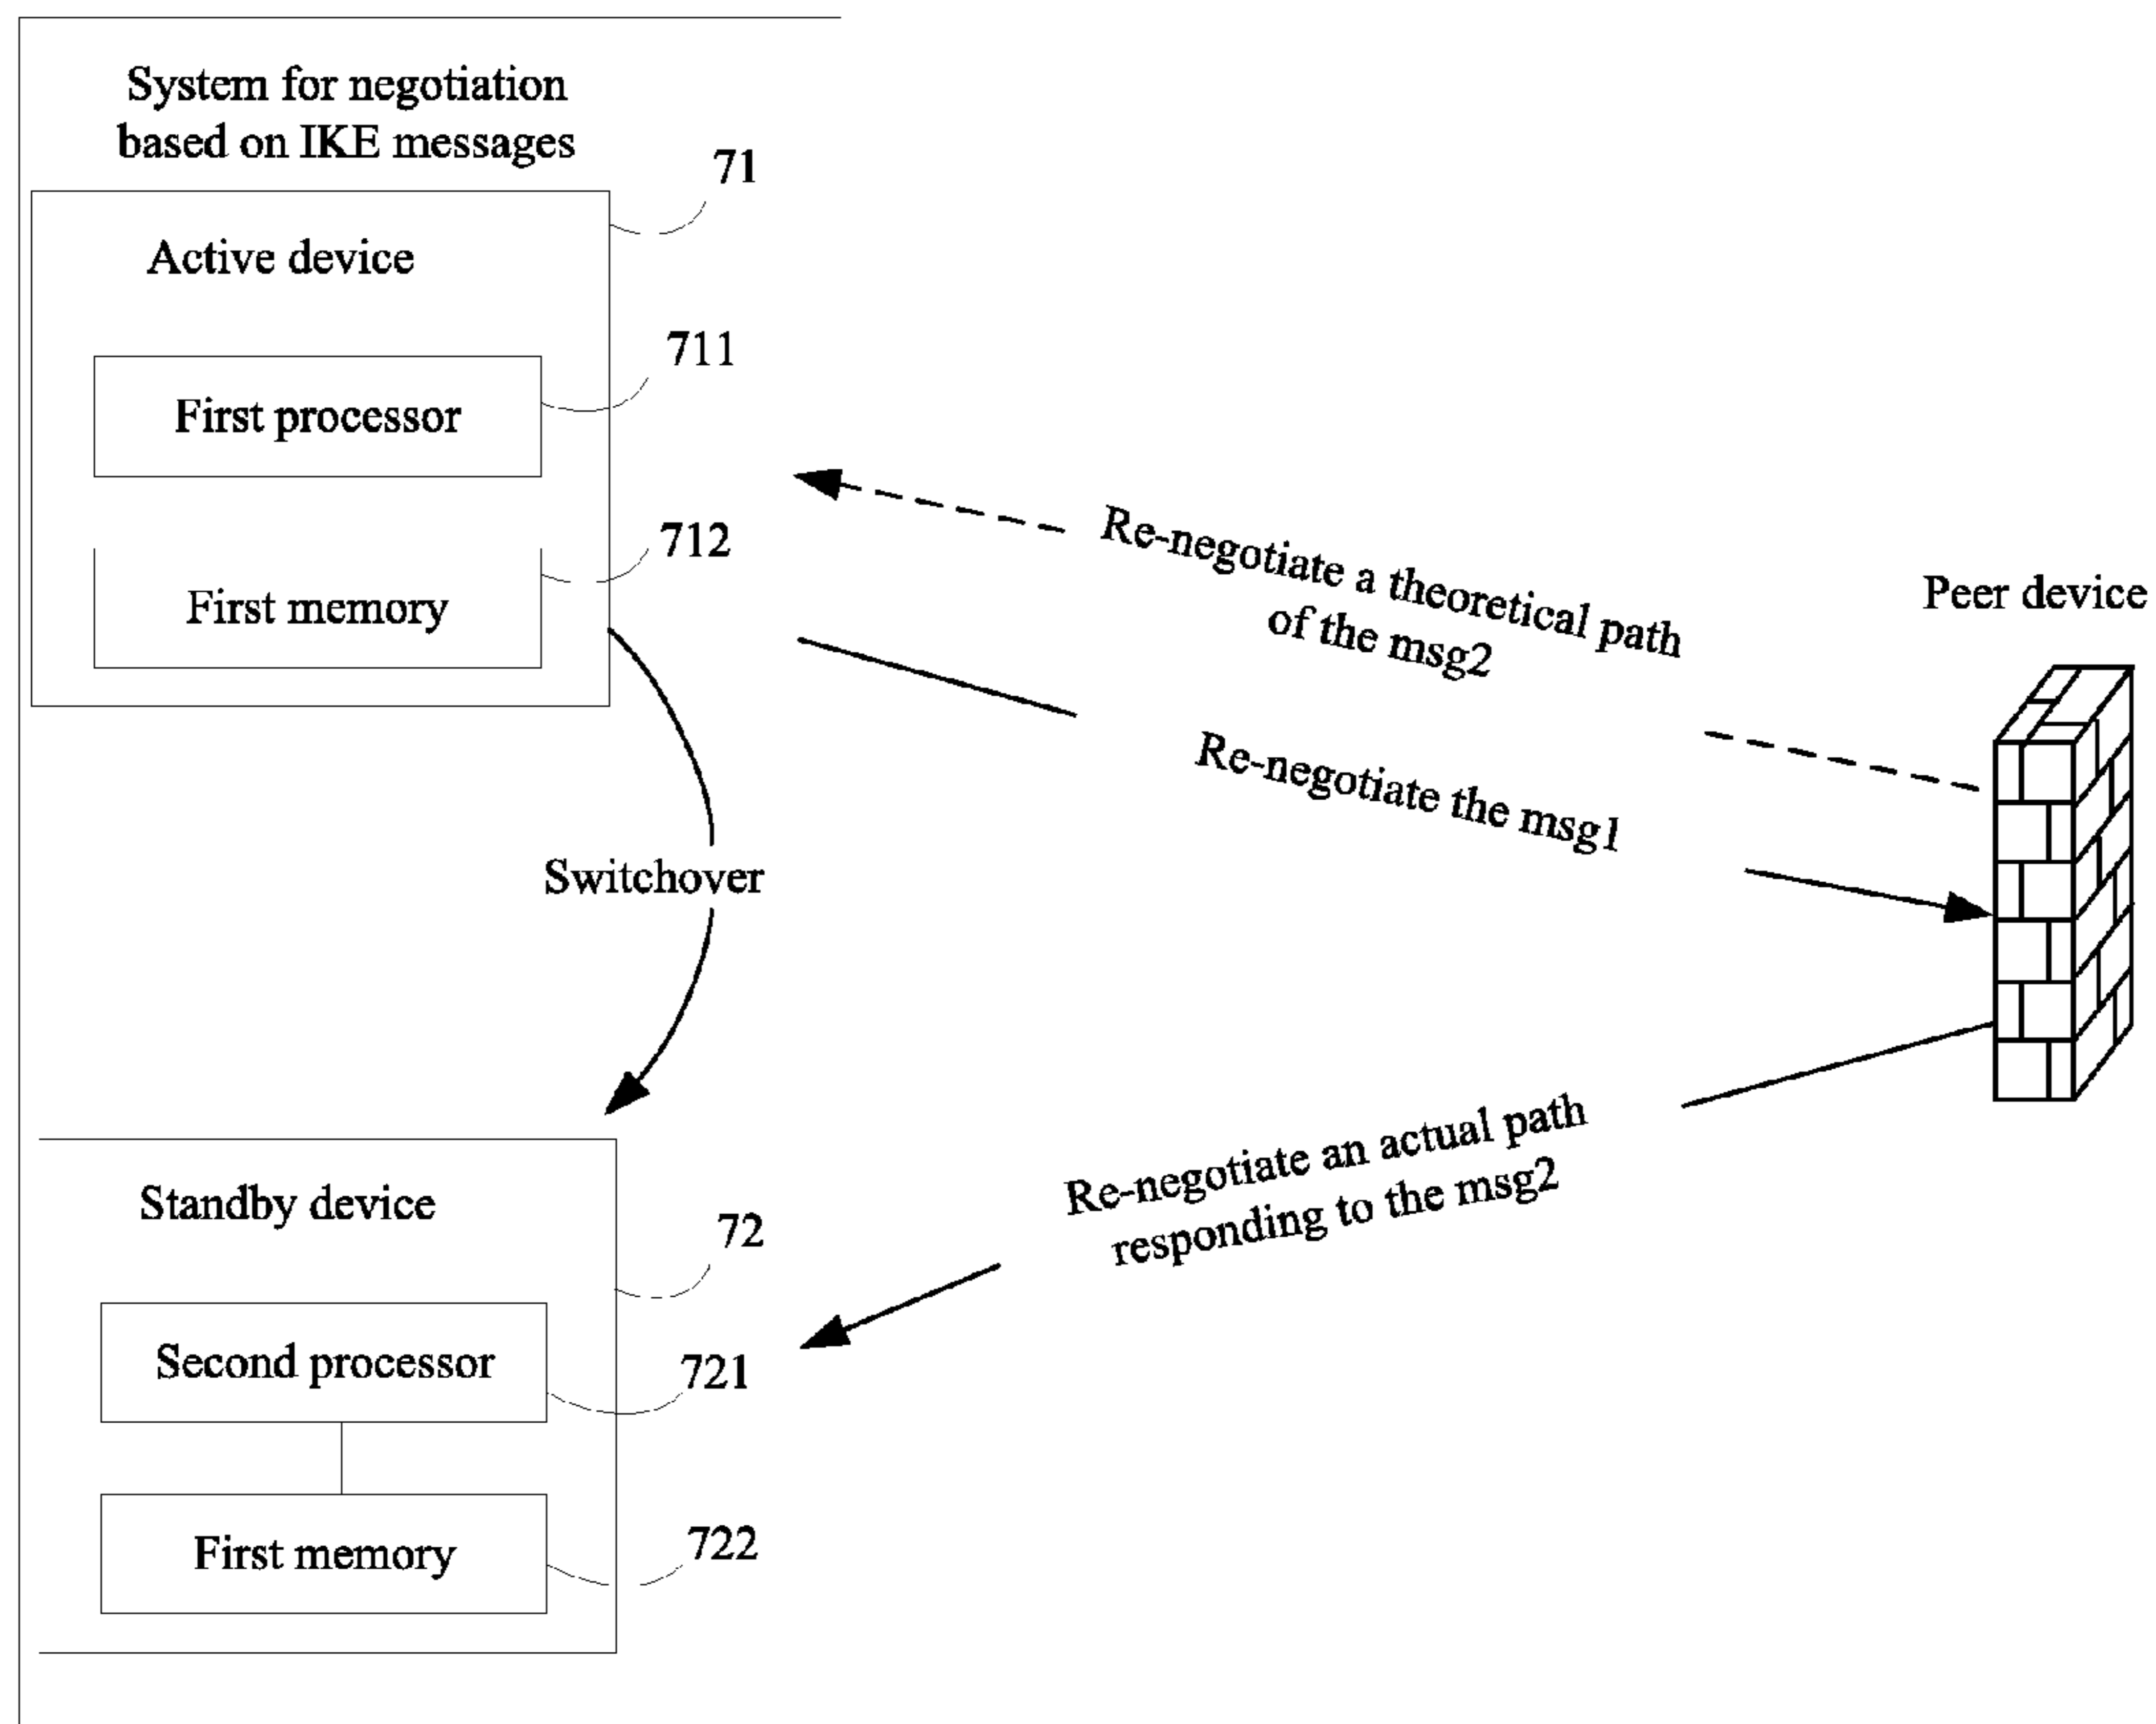 System for negotiation
based on IKE messages
71
Active device
711
First processor
712
First memory
Re-negotiate a theoretical path
of the msg2
Peer device
Re-negotiate the msg1
Switchover
Re-negotiate an actual path
responding to the msg2
Standby device
72
Second processor
721
First memory
722